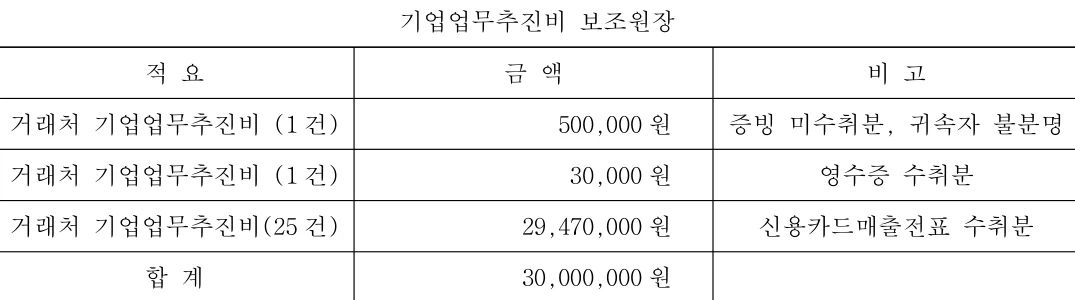 기업업무추진비 보조원장
적 요 금 액 비 고
거래처 기업업무추진비 (1건) 500,000원 증빙 미수취분, 귀속자 불분명
거래처 기업업무추진비 (1건) 30,000원 영수증 수취분
거래처 기업업무추진비(25건) 29,470,000원 신용카드매출전표 수취분
합 계 30,000,000원